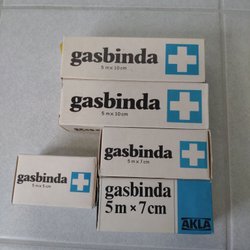 gasbinda
5 m x 10 cm
gasbinda
5 m x 10 cm
gasbinda
5 m x 7 cm
gasbinda
5 m x 5 cm
gasbinda
5 m × 7 cm
AKLA